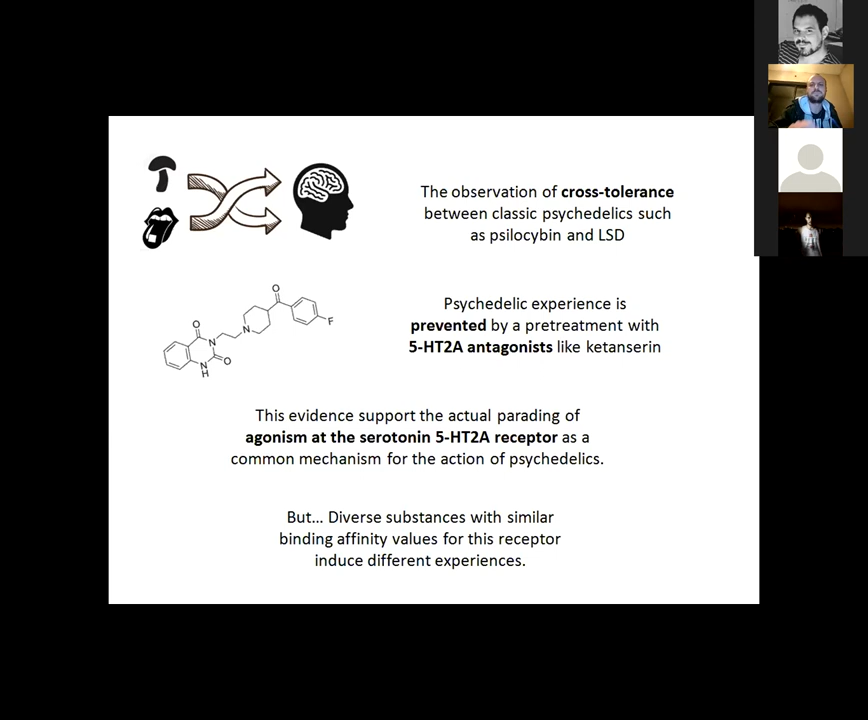 The observation of cross-tolerance
between classic psychedelics such
as psilocybin and LSD
O
F
N
O
N
N
H
O
Psychedelic experience is
prevented by a pretreatment with
5-HT2A antagonists like ketanserin
This evidence support the actual parading of
agonism at the serotonin 5-HT2A receptor as a
common mechanism for the action of psychedelics.
But... Diverse substances with similar
binding affinity values for this receptor
induce different experiences.